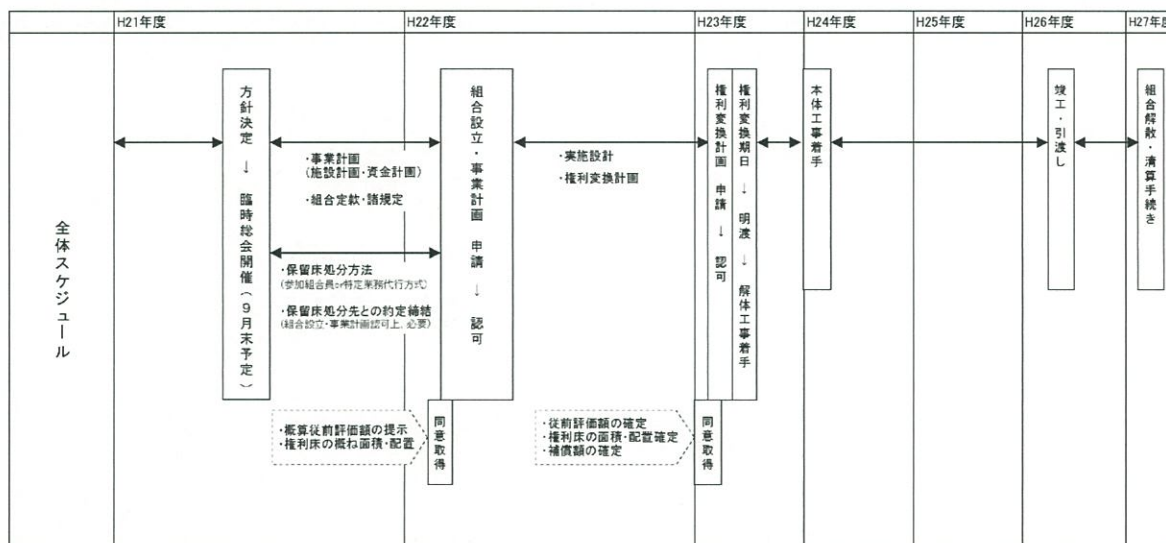 H21年度
H22年度
H23年度
H24年度
H25年度
H26年度
H27年度
全体スケジュール
方針決定 → 臨時総会開催(9月末予定)
・事業計画
(施設計画・資金計画)
・組合定款・諸規定
・保留床処分方法
(参加組合員or特定業務代行方式)
・保留床処分先との約定締結
(組合設立・事業計画認可上、必要)
組合設立・事業計画 申請 → 認可
・実施設計
・権利変換計画
権利変換計画 申請 → 認可
権利変換期日 → 明渡 → 解体工事着手
本体工事着手
竣工・引渡し
組合解散・清算手続き
・概算従前評価額の提示
・権利床の概ね面積・配置
同意取得
・従前評価額の確定
・権利床の面積・配置確定
・補償額の確定
同意取得